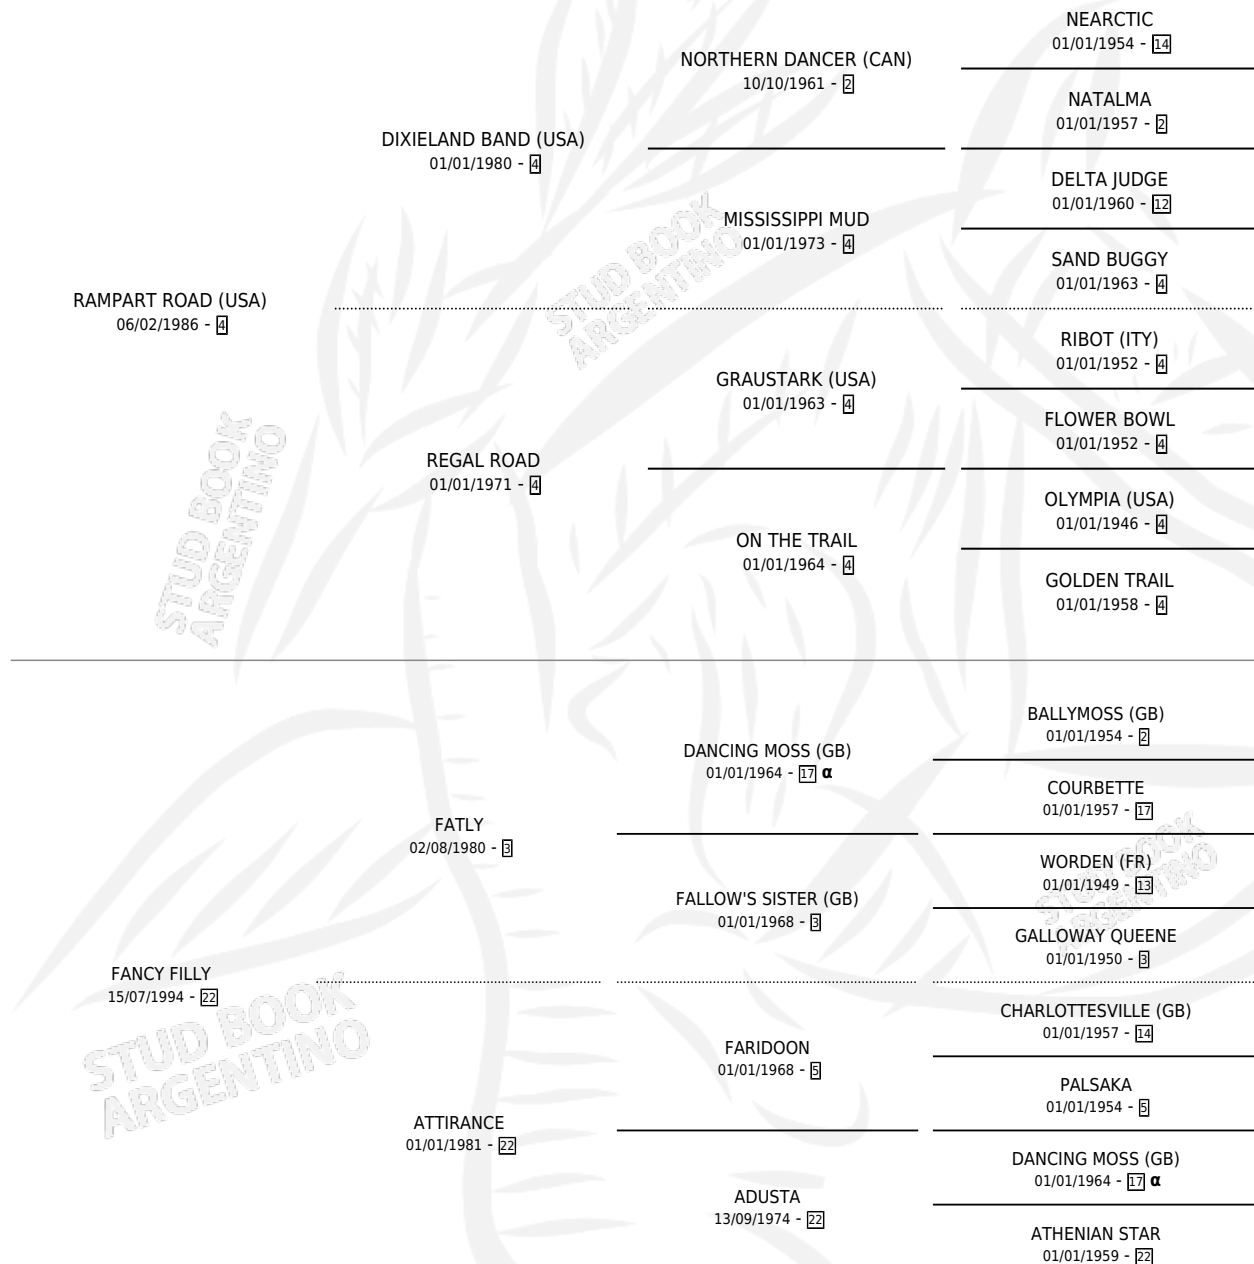 NEARCTIC
01/01/1954 - 14
NORTHERN DANCER (CAN)
10/10/1961 - 2
NATALMA
01/01/1957 - 2
DIXIELAND BAND (USA)
01/01/1980 - 4
DELTA JUDGE
01/01/1960 - 12
MISSISSIPPI MUD
01/01/1973 - 4
SAND BUGGY
01/01/1963 - 4
STUD BOOK
ARGENTINO
RAMPART ROAD (USA)
06/02/1986 - 4
RIBOT (ITY)
01/01/1952 - 4
GRAUSTARK (USA)
01/01/1963 - 4
FLOWER BOWL
01/01/1952 - 4
REGAL ROAD
01/01/1971 - 4
OLYMPIA (USA)
01/01/1946 - 4
ON THE TRAIL
01/01/1964 - 4
GOLDEN TRAIL
01/01/1958 - 4
STUD BOOK
ARGENTINO
BALLYMOSS (GB)
01/01/1954 - 2
DANCING MOSS (GB)
01/01/1964 - 17 α
COURBETTE
01/01/1957 - 17
FATLY
02/08/1980 - 3
WORDEN (FR)
01/01/1949 - 13
STUD BOOK
ARGENTINO
FALLOW'S SISTER (GB)
01/01/1968 - 3
GALLOWAY QUEENE
01/01/1950 - 3
FANCY FILLY
15/07/1994 - 22
CHARLOTTESVILLE (GB)
01/01/1957 - 14
FARIDOON
01/01/1968 - 5
PALSAKA
01/01/1954 - 5
STUD BOOK
ARGENTINO
ATTIRANCE
01/01/1981 - 22
DANCING MOSS (GB)
01/01/1964 - 17 α
ADUSTA
13/09/1974 - 22
ATHENIAN STAR
01/01/1959 - 22